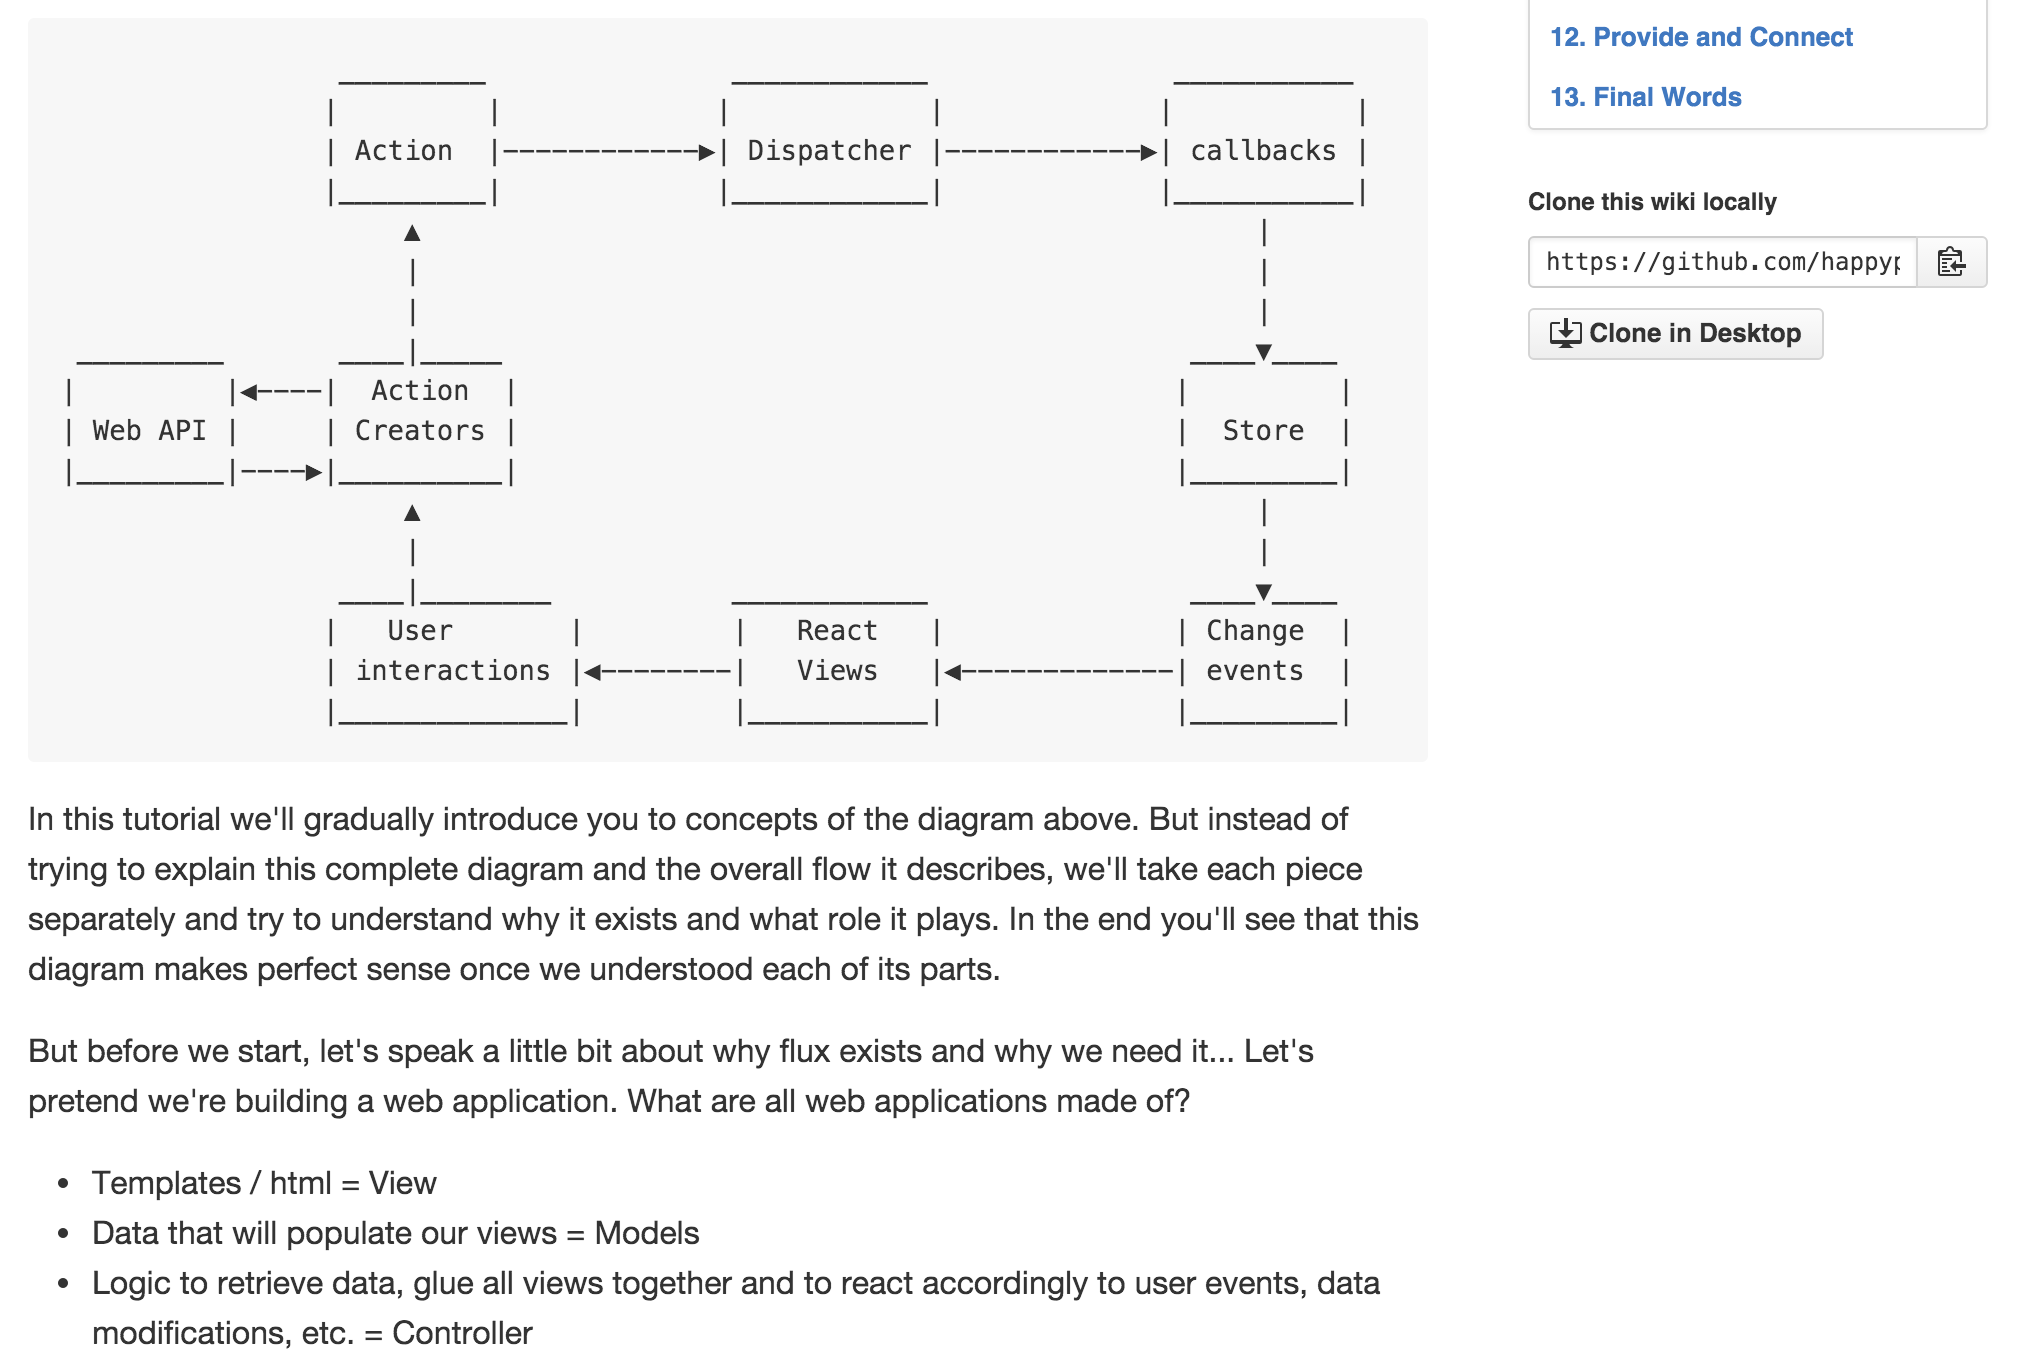 Action
Dispatcher
callbacks
Web API
Action
Creators
Store
User
interactions
React
Views
Change
events
In this tutorial we'll gradually introduce you to concepts of the diagram above. But instead of
trying to explain this complete diagram and the overall flow it describes, we'll take each piece
separately and try to understand why it exists and what role it plays. In the end you'll see that this
diagram makes perfect sense once we understood each of its parts.
But before we start, let's speak a little bit about why flux exists and why we need it... Let's
pretend we're building a web application. What are all web applications made of?
• Templates / html = View
• Data that will populate our views = Models
• Logic to retrieve data, glue all views together and to react accordingly to user events, data
modifications, etc. = Controller
12. Provide and Connect
13. Final Words
Clone this wiki locally
https://github.com/happyp
Clone in Desktop